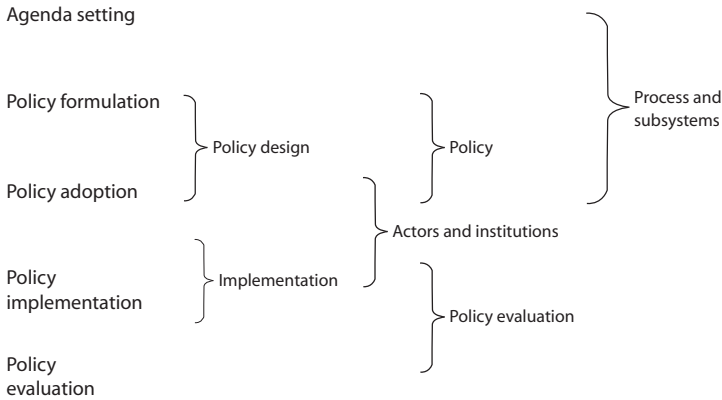 Agenda setting
Process and
subsystems
Policy formulation
Policy design
Policy
Policy adoption
Actors and institutions
Policy
implementation
Implementation
Policy evaluation
Policy
evaluation